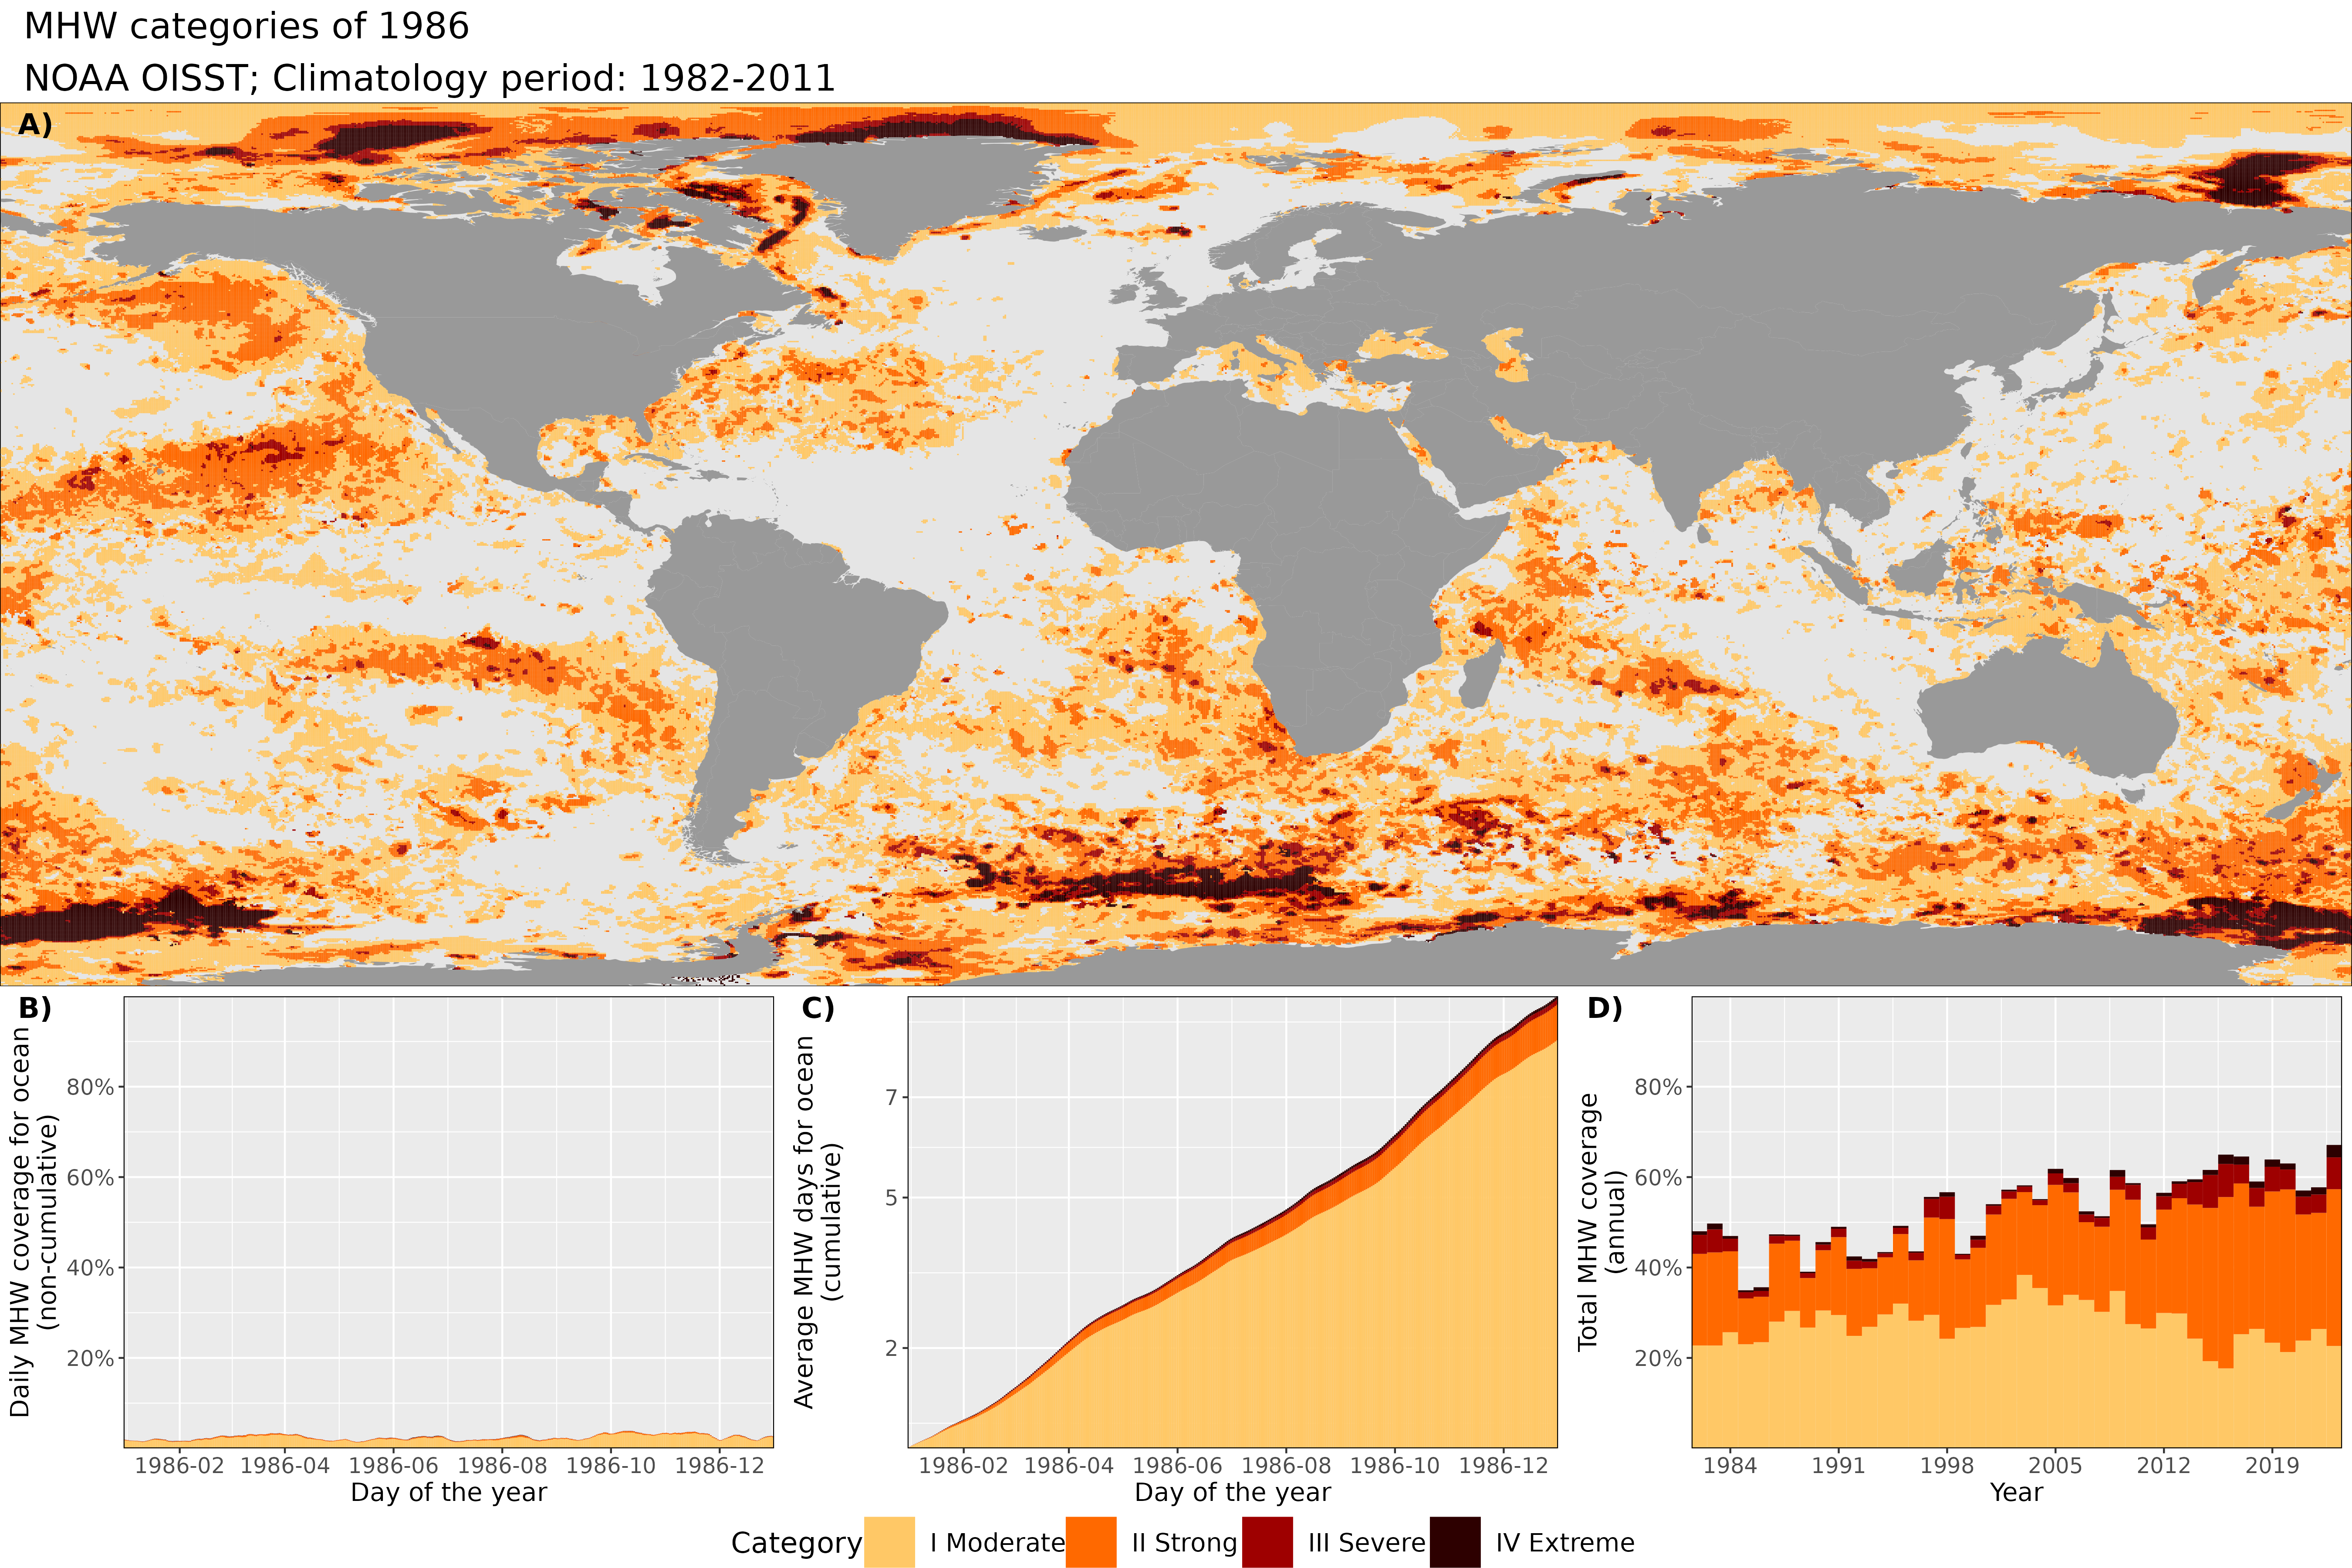 MHW categories of 1986
NOAA OISST; Climatology period: 1982-2011
A)
B)
Daily MHW coverage for ocean
(non-cumulative)
80%
60%
40%
20%
1986-02 1986-04 1986-06 1986-08 1986-10 1986-12
Day of the year
C)
Average MHW days for ocean
(cumulative)
7
5
2
1986-02 1986-04 1986-06 1986-08 1986-10 1986-12
Day of the year
D)
Total MHW coverage
(annual)
80%
60%
40%
20%
1984 1991 1998 2005 2012 2019
Year
Category I Moderate II Strong III Severe IV Extreme